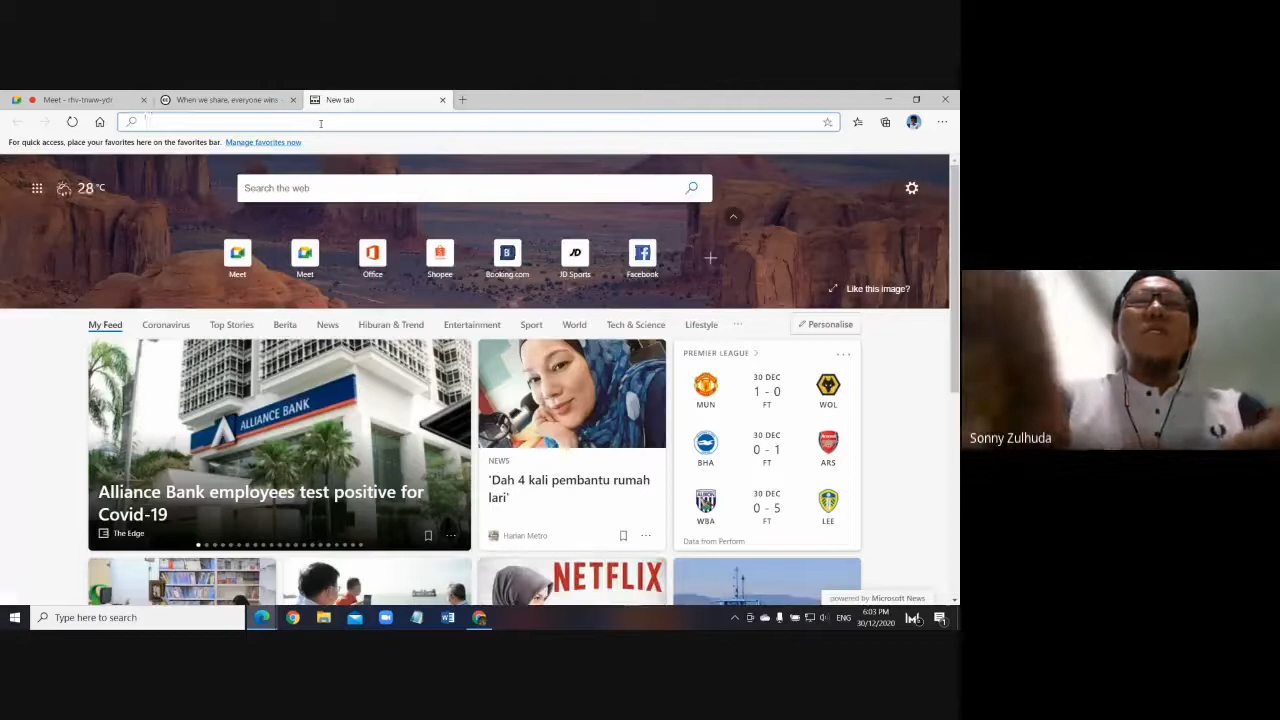 Meet - rhv-tnww-ydr
When we share, everyone wins
New tab
For quick access, place your favorites here on the favorites bar. Manage favorites now
28 °C
Search the web
Meet
Meet
Office
Shopee
Booking.com
JD Sports
Facebook
Like this image?
My Feed Coronavirus Top Stories Berita News Hiburan & Trend Entertainment Sport World Tech & Science Lifestyle ... Personalise
ALLIANCE BANK
Alliance Bank employees test positive for
Covid-19
The Edge
NEWS
'Dah 4 kali pembantu rumah
lari'
Harian Metro
PREMIER LEAGUE
30 DEC
1 - 0
MUN FT WOL
30 DEC
0 - 1
BHA FT ARS
30 DEC
0 - 5
WBA FT LEE
Data from Perform
NETFLIX
powered by Microsoft News
Type here to search
ENG
6:03 PM
30/12/2020
Sonny Zulhuda